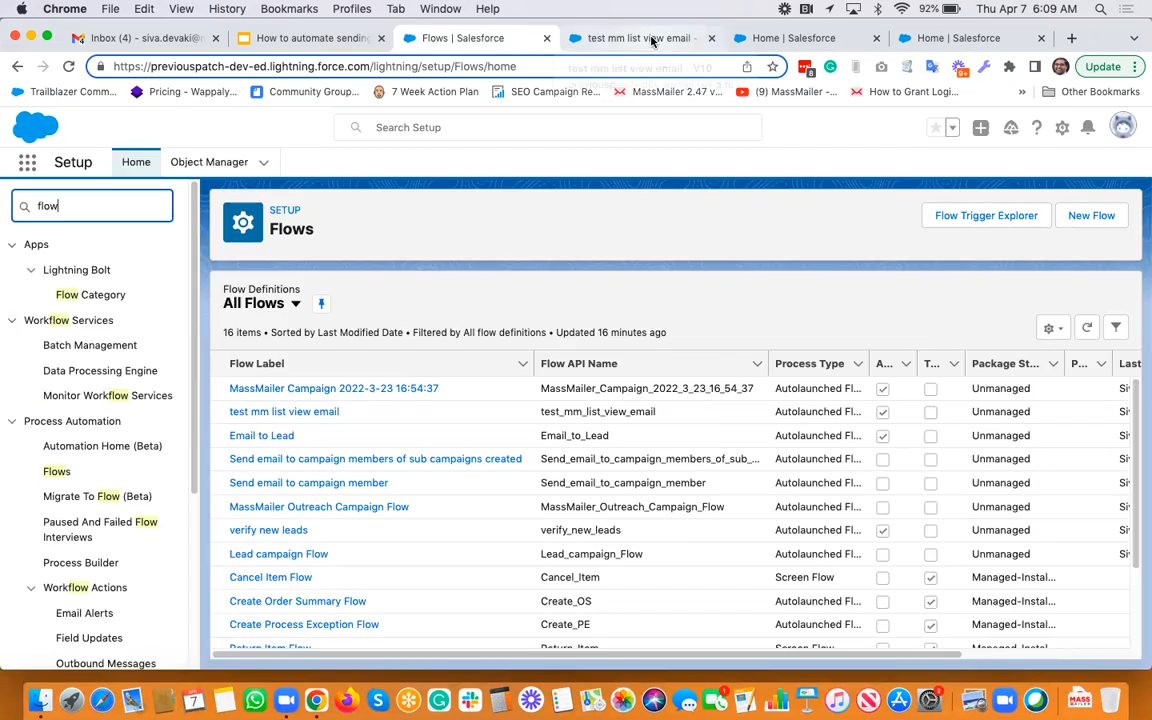 Chrome File Edit View History Bookmarks Profiles Tab Window Help
92% Thu Apr 7 6:09 AM
Inbox (4) - siva.devaki@
How to automate sending
Flows | Salesforce
test mm list view email -
Home | Salesforce
Home | Salesforce
https://previouspatch-dev-ed.lightning.force.com/lightning/setup/Flows/home
test mm list view email - V10
Update
Trailblazer Com...
Pricing - Wappaly...
Community Group...
7 Week Action Plan
SEO Campaign Re...
MassMailer 2.47 v...
(9) MassMailer -...
How to Grant Logi...
»
Other Bookmarks
Search Setup
Setup
Home
Object Manager
flow
Apps
Lightning Bolt
Flow Category
Workflow Services
Batch Management
Data Processing Engine
Monitor Workflow Services
Process Automation
Automation Home (Beta)
Flows
Migrate To Flow (Beta)
Paused And Failed Flow
Interviews
Process Builder
Workflow Actions
Email Alerts
Field Updates
Outbound Messages
SETUP
Flows
Flow Trigger Explorer
New Flow
Flow Definitions
All Flows
16 items • Sorted by Last Modified Date • Filtered by All flow definitions • Updated 16 minutes ago
Flow Label Flow API Name Process Type A... T... Package St... P... Last
MassMailer Campaign 2022-3-23 16:54:37 MassMailer_Campaign_2022_3_23_16_54_37 Autolaunched Fl... Unmanaged Si
test mm list view email test_mm_list_view_email Autolaunched Fl... Unmanaged Si
Email to Lead Email_to_Lead Autolaunched Fl... Unmanaged Si
Send email to campaign members of sub campaigns created Send_email_to_campaign_members_of_sub_... Autolaunched Fl... Unmanaged Si
Send email to campaign member Send_email_to_campaign_member Autolaunched Fl... Unmanaged Si
MassMailer Outreach Campaign Flow MassMailer_Outreach_Campaign_Flow Autolaunched Fl... Unmanaged Si
verify new leads verify_new_leads Autolaunched Fl... Unmanaged Si
Lead campaign Flow Lead_campaign_Flow Autolaunched Fl... Unmanaged Si
Cancel Item Flow Cancel_Item Screen Flow Managed-Instal...
Create Order Summary Flow Create_OS Autolaunched Fl... Managed-Instal...
Create Process Exception Flow Create_PE Autolaunched Fl... Managed-Instal...
Return Item Flow Return_Item Screen Flow Managed-Instal...